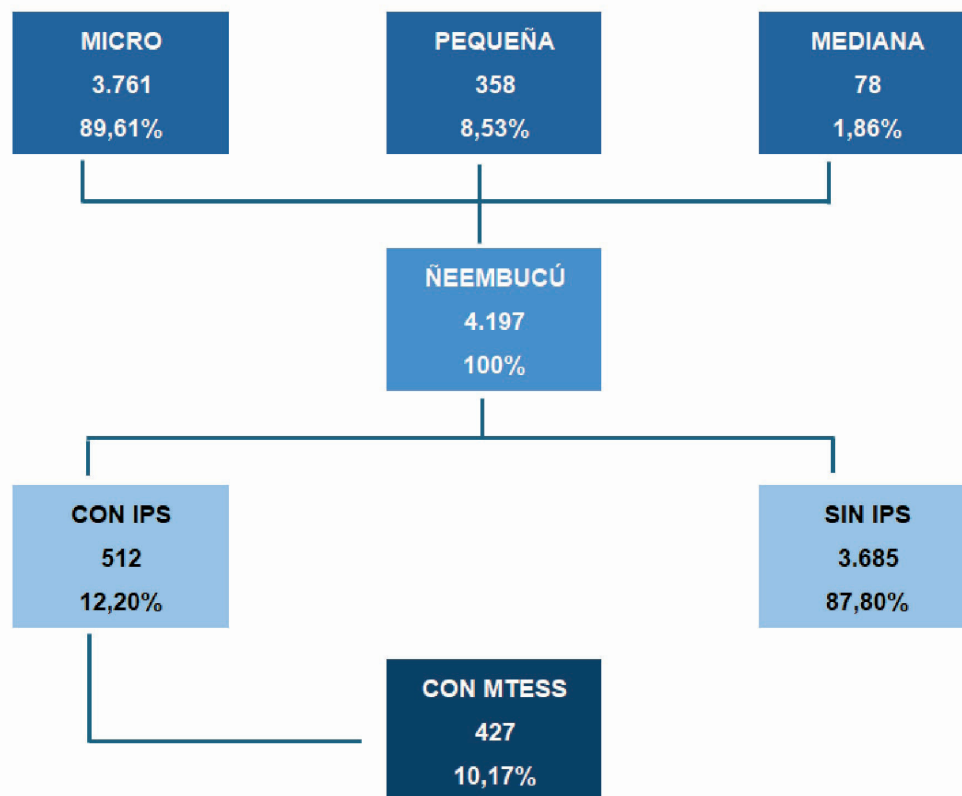 MICRO
3.761
89,61%
PEQUEÑA
358
8,53%
MEDIANA
78
1,86%
ÑEEMBUCÚ
4.197
100%
CON IPS
512
12,20%
SIN IPS
3.685
87,80%
CON MTESS
427
10,17%